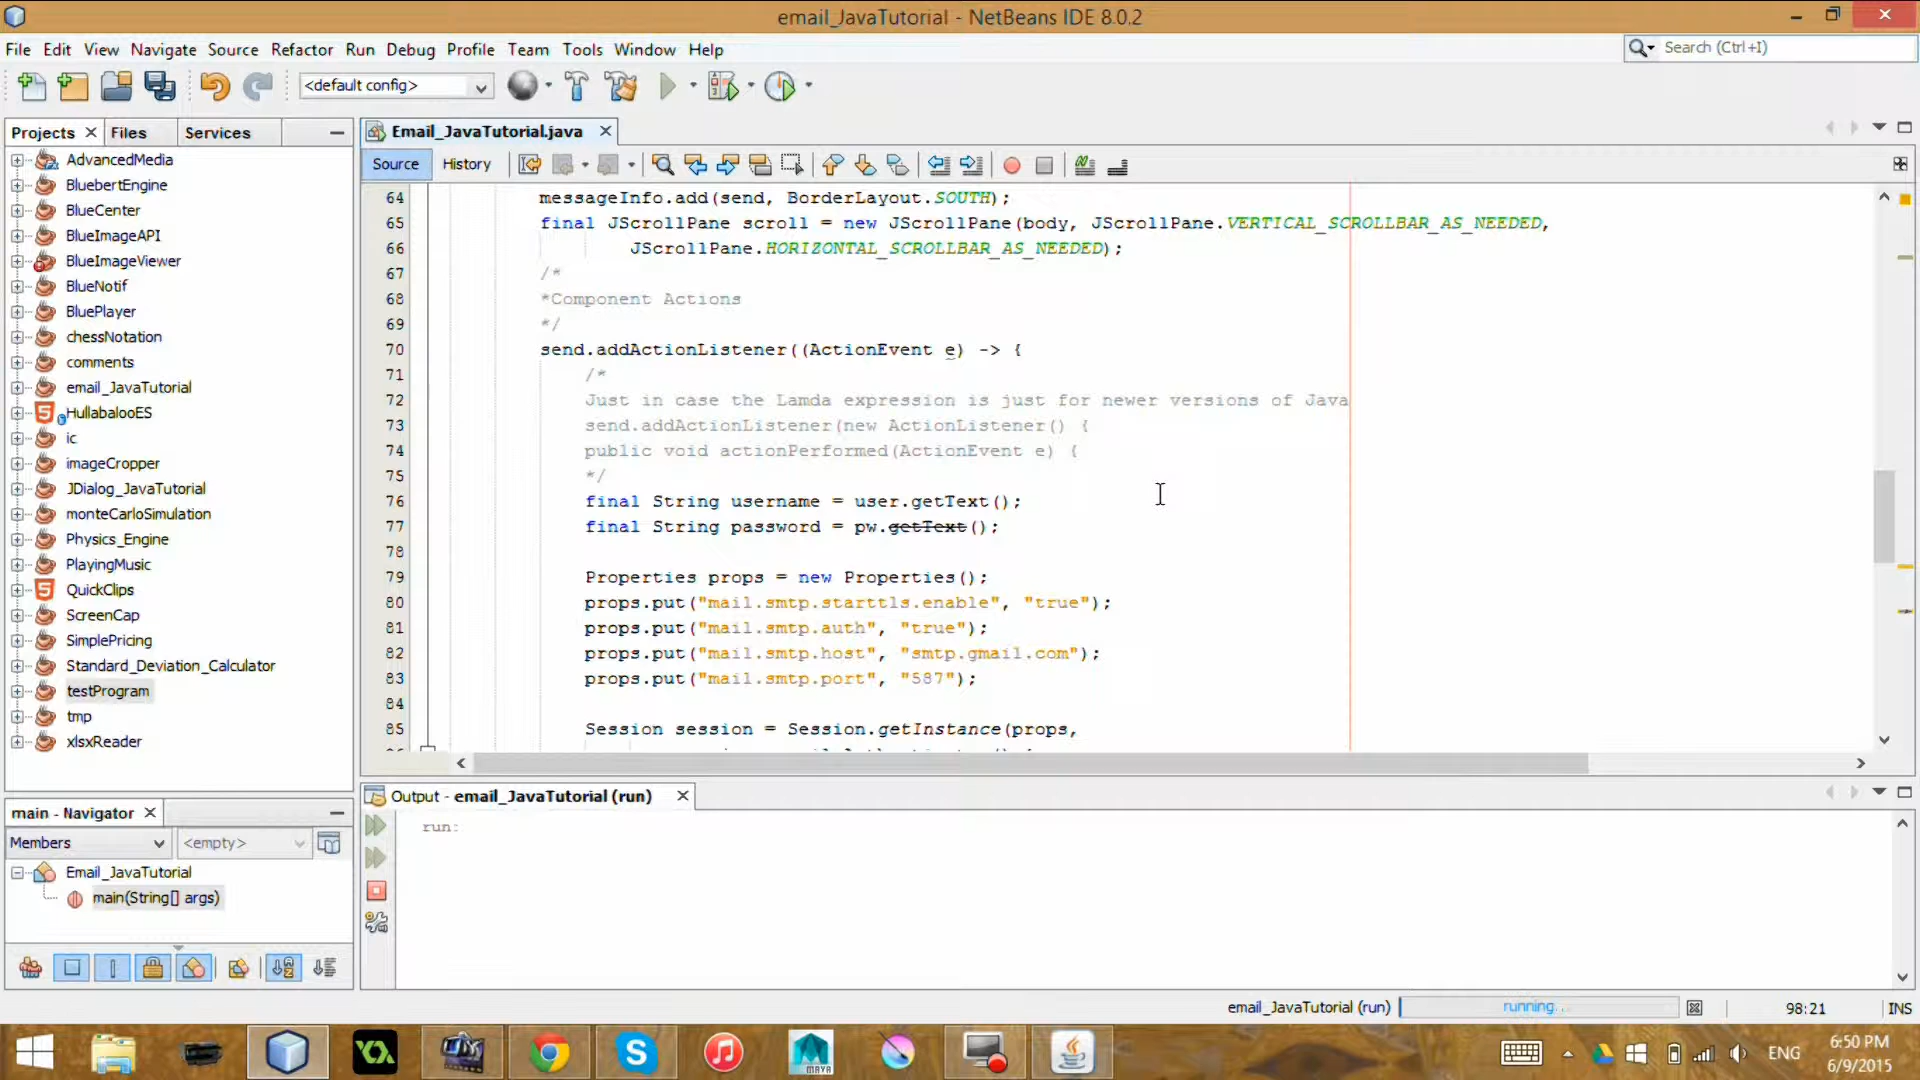 email_JavaTutorial - NetBeans IDE 8.0.2
File Edit View Navigate Source Refactor Run Debug Profile Team Tools Window Help
Search (Ctrl+I)
<default config>
Projects Files Services
AdvancedMedia
BluebertEngine
BlueCenter
BlueImageAPI
BlueImageViewer
BlueNotif
BluePlayer
chessNotation
comments
email_JavaTutorial
HullabalooES
ic
imageCropper
JDialog_JavaTutorial
monteCarloSimulation
Physics_Engine
PlayingMusic
QuickClips
ScreenCap
SimplePricing
Standard_Deviation_Calculator
testProgram
tmp
xlsxReader
Email_JavaTutorial.java
Source History
64 messageInfo.add(send, BorderLayout.SOUTH);
65 final JScrollPane scroll = new JScrollPane(body, JScrollPane.VERTICAL_SCROLLBAR_AS_NEEDED,
66 JScrollPane.HORIZONTAL_SCROLLBAR_AS_NEEDED);
67 /*
68 *Component Actions
69 */
70 send.addActionListener((ActionEvent e) -> {
71 /*
72 Just in case the Lamda expression is just for newer versions of Java
73 send.addActionListener(new ActionListener() {
74 public void actionPerformed(ActionEvent e) {
75 */
76 final String username = user.getText();
77 final String password = pw.getText();
78
79 Properties props = new Properties();
80 props.put("mail.smtp.starttls.enable", "true");
81 props.put("mail.smtp.auth", "true");
82 props.put("mail.smtp.host", "smtp.gmail.com");
83 props.put("mail.smtp.port", "587");
84
85 Session session = Session.getInstance(props,
main - Navigator
Members <empty>
Email_JavaTutorial
main(String[] args)
Output - email_JavaTutorial (run)
run:
email_JavaTutorial (run) running... 98:21 INS
MAYA
ENG
6:50 PM
6/9/2015